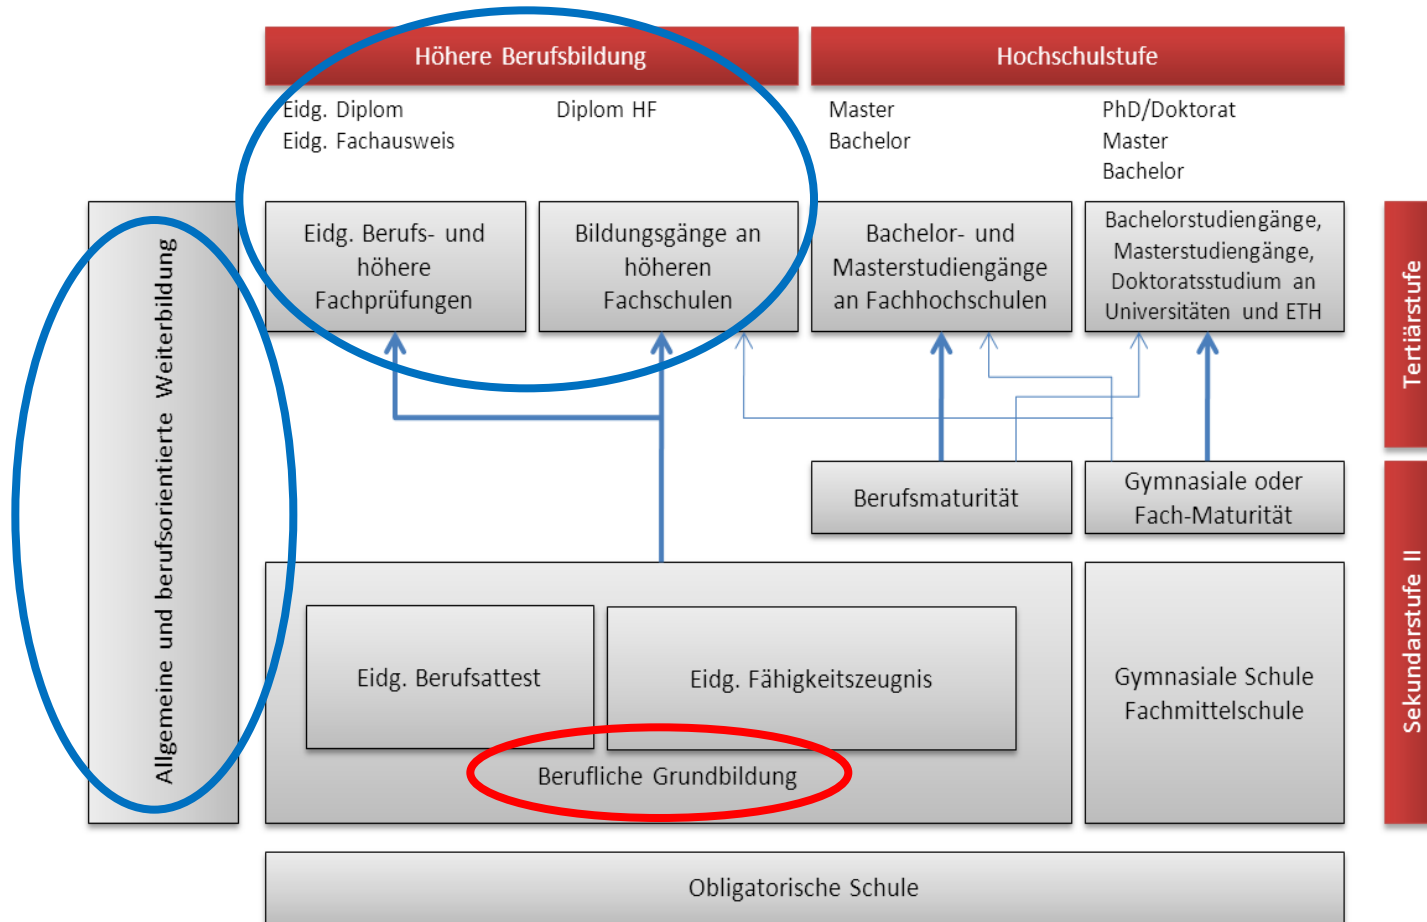 Höhere Berufsbildung
Hochschulstufe
Eidg. Diplom
Eidg. Fachausweis
Diplom HF
Master
Bachelor
PhD/Doktorat
Master
Bachelor
Allgemeine und berufsorientierte Weiterbildung
Eidg. Berufs- und
höhere
Fachprüfungen
Bildungsgänge an
höheren
Fachschulen
Bachelor- und
Masterstudiengänge
an Fachhochschulen
Bachelorstudiengänge,
Masterstudiengänge,
Doktoratsstudium an
Universitäten und ETH
Tertiärstufe
Berufsmaturität
Gymnasiale oder
Fach-Maturität
Eidg. Berufsattest
Eidg. Fähigkeitszeugnis
Berufliche Grundbildung
Gymnasiale Schule
Fachmittelschule
Sekundarstufe II
Obligatorische Schule